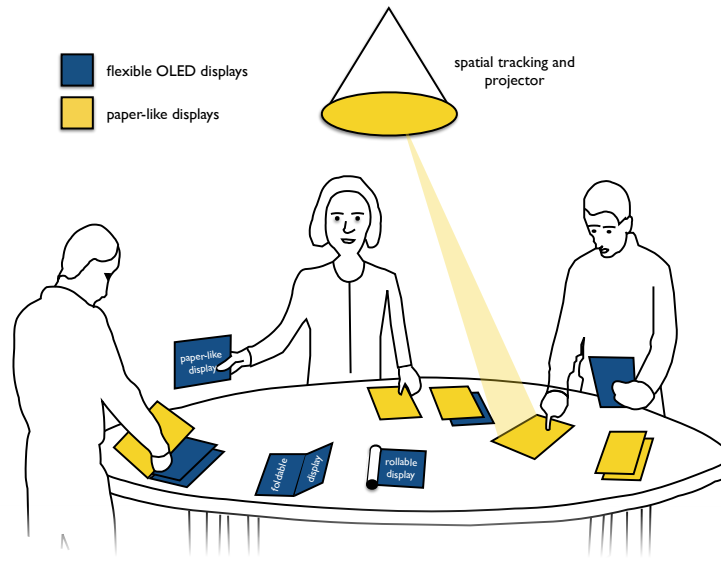 flexible OLED displays
paper-like displays
spatial tracking and
projector
paper-like
display
foldable
display
rollable
display